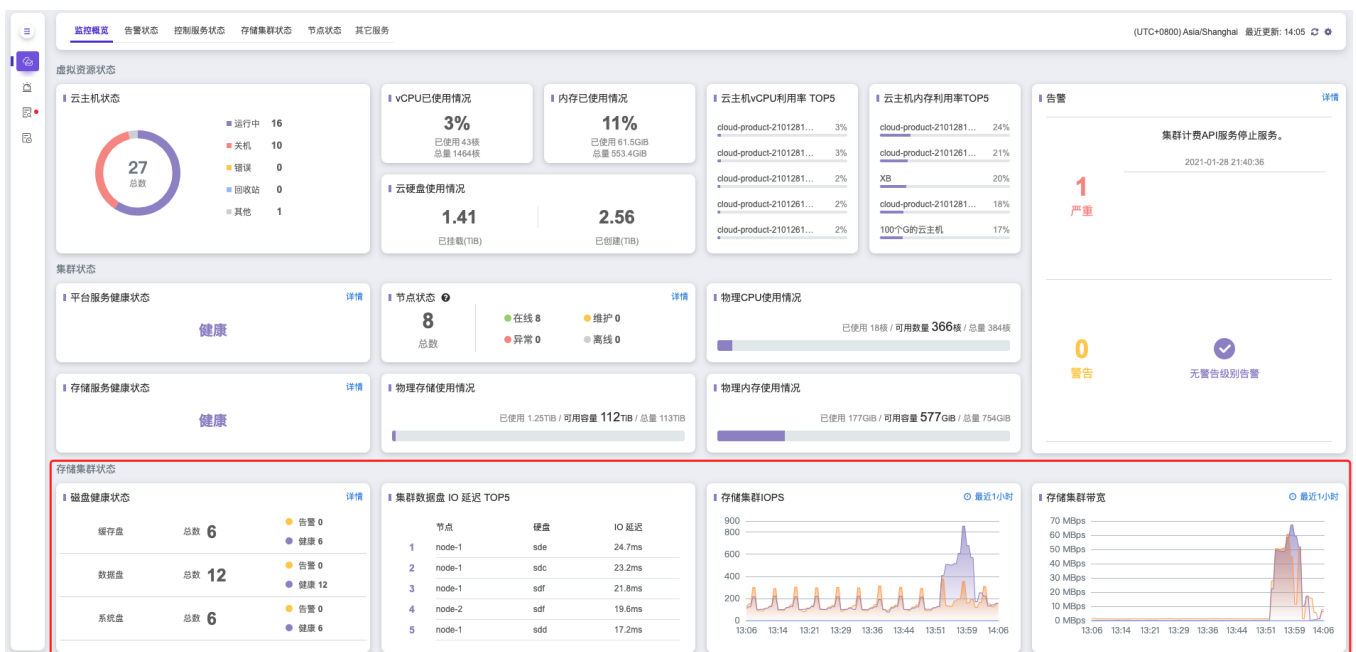 监控概览 告警状态 控制服务状态 存储集群状态 节点状态 其它服务
(UTC+0800) Asia/Shanghai 最近更新: 14:05
虚拟资源状态
云主机状态
27
总数
运行中 16
关机 10
错误 0
回收站 0
其他 1
vCPU已使用情况
3%
已使用 43核
总量 1464核
内存已使用情况
11%
已使用 61.5GiB
总量 553.4GiB
云硬盘使用情况
1.41
已挂载(TiB)
2.56
已创建(TiB)
云主机vCPU利用率 TOP5
cloud-product-2101281... 3%
cloud-product-2101281... 3%
cloud-product-2101281... 2%
cloud-product-2101261... 2%
cloud-product-2101261... 2%
云主机内存利用率TOP5
cloud-product-2101281... 24%
cloud-product-2101261... 21%
XB 20%
cloud-product-2101281... 18%
100个G的云主机 17%
告警 详情
1
严重
集群计费API服务停止服务。
2021-01-28 21:40:36
0
警告
无警告级别告警
集群状态
平台服务健康状态 详情
健康
节点状态 详情
8
总数
在线 8
维护 0
异常 0
离线 0
物理CPU使用情况
已使用 18核 / 可用数量 366核 / 总量 384核
存储服务健康状态 详情
健康
物理存储使用情况
已使用 1.25TiB / 可用容量 112TiB / 总量 113TiB
物理内存使用情况
已使用 177GiB / 可用容量 577GiB / 总量 754GiB
存储集群状态
磁盘健康状态 详情
缓存盘 总数 6
告警 0
健康 6
数据盘 总数 12
告警 0
健康 12
系统盘 总数 6
告警 0
健康 6
集群数据盘 IO 延迟 TOP5
节点 硬盘 IO 延迟
1 node-1 sde 24.7ms
2 node-1 sdc 23.2ms
3 node-1 sdf 21.8ms
4 node-2 sdf 19.6ms
5 node-1 sdd 17.2ms
存储集群IOPS 最近1小时
900
800
600
400
200
0
13:06 13:14 13:21 13:29 13:36 13:44 13:51 13:59 14:06
存储集群带宽 最近1小时
70 MBps
60 MBps
50 MBps
40 MBps
30 MBps
20 MBps
10 MBps
0 MBps
13:06 13:14 13:21 13:29 13:36 13:44 13:51 13:59 14:06